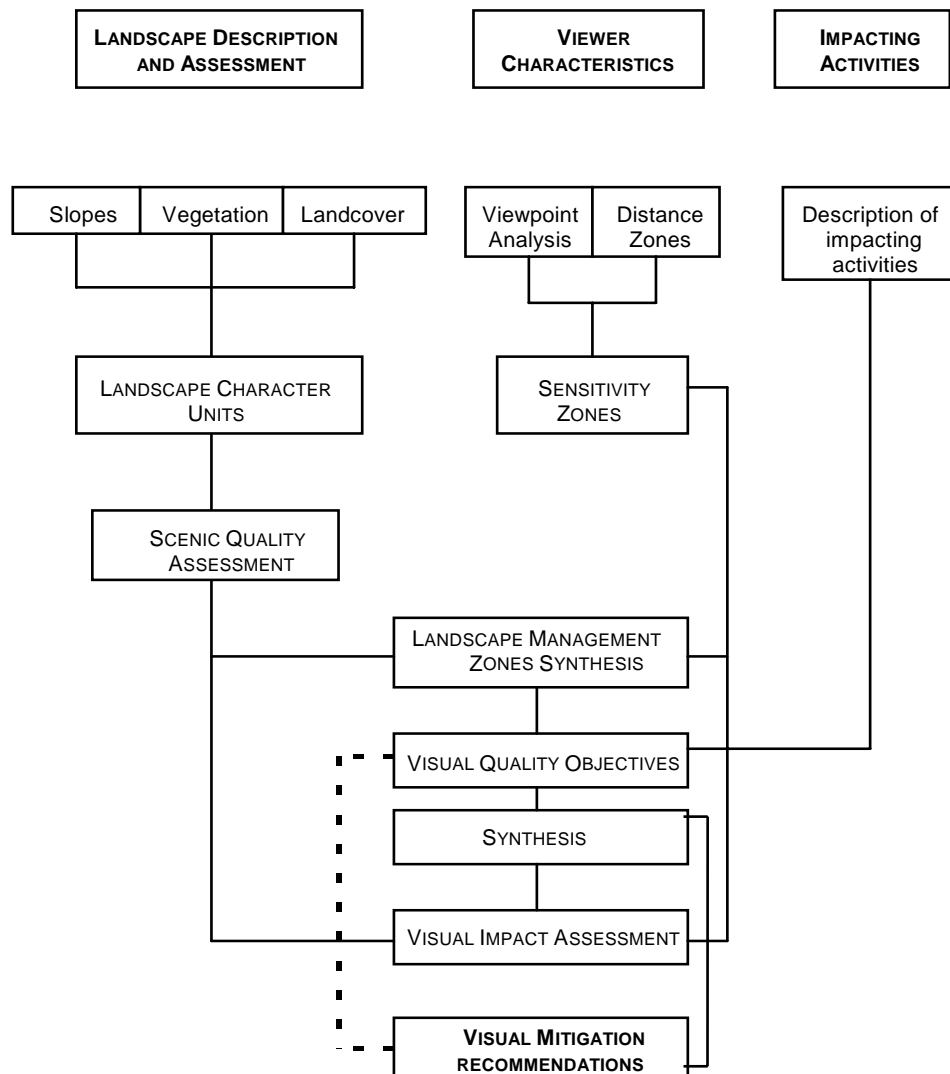 LANDSCAPE DESCRIPTION
AND ASSESSMENT
VIEWER
CHARACTERISTICS
IMPACTING
ACTIVITIES
Slopes
Vegetation
Landcover
Viewpoint
Analysis
Distance
Zones
Description of
impacting
activities
LANDSCAPE CHARACTER
UNITS
SENSITIVITY
ZONES
SCENIC QUALITY
ASSESSMENT
LANDSCAPE MANAGEMENT
ZONES SYNTHESIS
VISUAL QUALITY OBJECTIVES
SYNTHESIS
VISUAL IMPACT ASSESSMENT
VISUAL MITIGATION
RECOMMENDATIONS